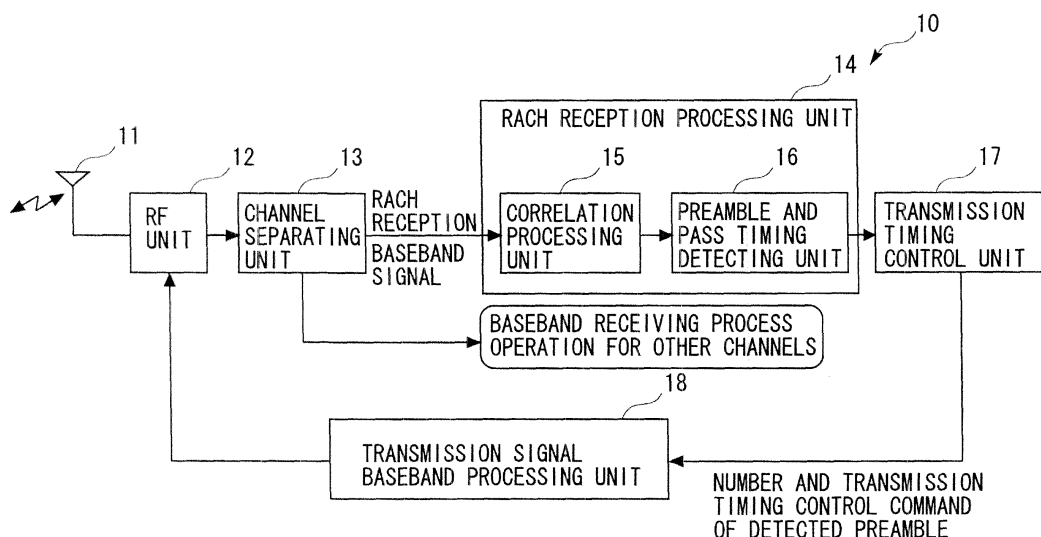 10
14
RACH RECEPTION PROCESSING UNIT
11
12
13
15
16
17
RF
UNIT
CHANNEL
SEPARATING
UNIT
RACH
RECEPTION
BASEBAND
SIGNAL
CORRELATION
PROCESSING
UNIT
PREAMBLE AND
PASS TIMING
DETECTING UNIT
TRANSMISSION
TIMING
CONTROL UNIT
BASEBAND RECEIVING PROCESS
OPERATION FOR OTHER CHANNELS
18
TRANSMISSION SIGNAL
BASEBAND PROCESSING UNIT
NUMBER AND TRANSMISSION
TIMING CONTROL COMMAND
OF DETECTED PREAMBLE